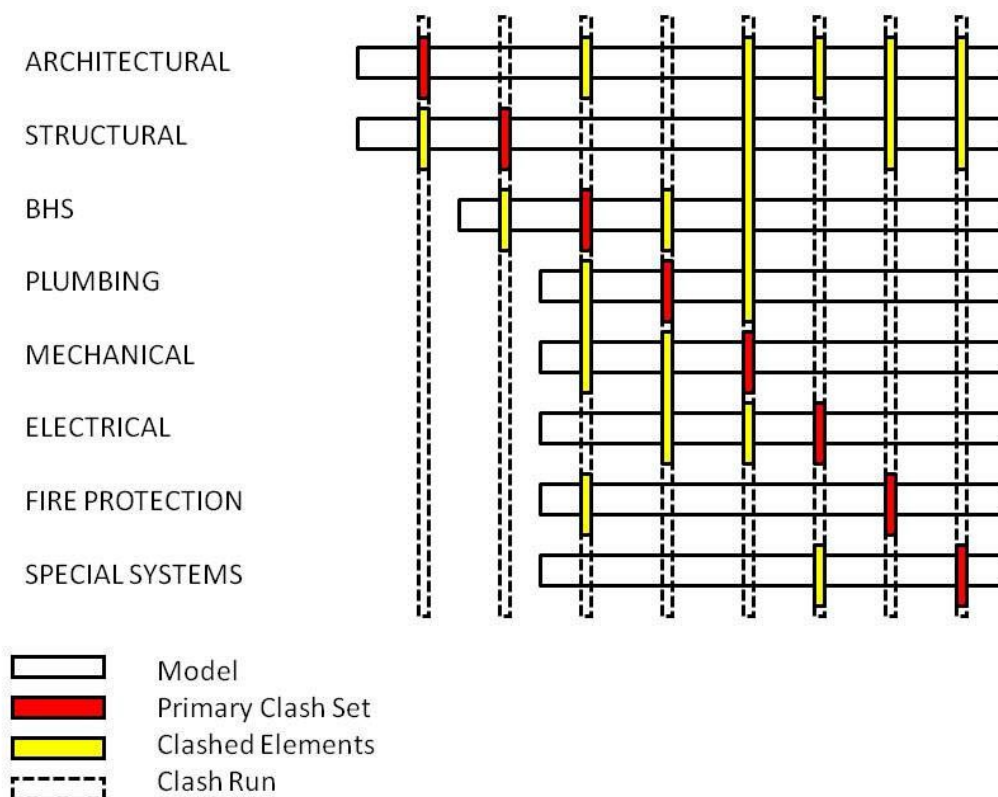 ARCHITECTURAL
STRUCTURAL
BHS
PLUMBING
MECHANICAL
ELECTRICAL
FIRE PROTECTION
SPECIAL SYSTEMS
Model
Primary Clash Set
Clashed Elements
Clash Run